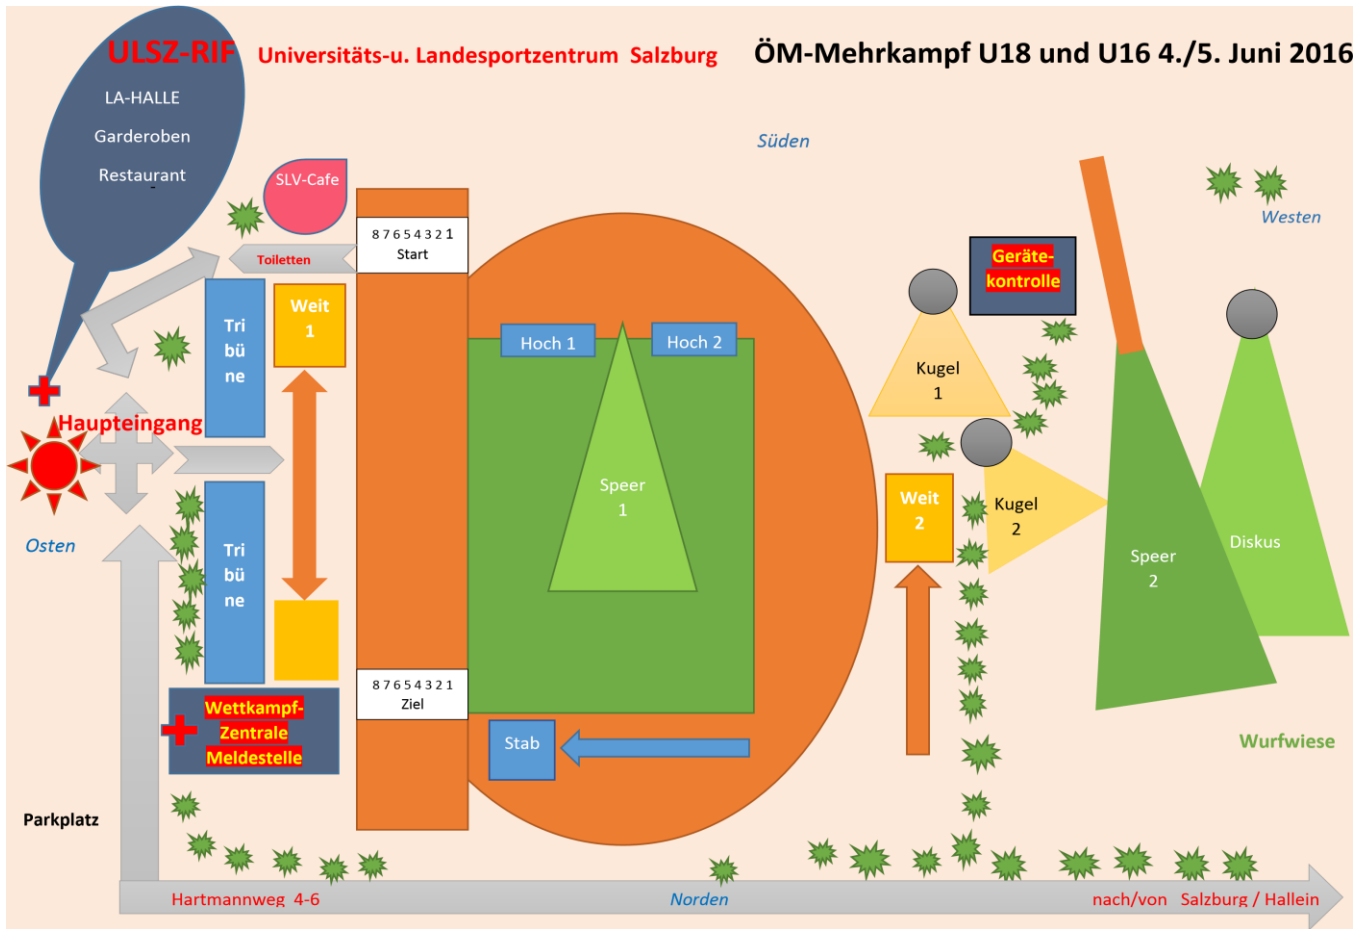 ULSZ-RIF Universitäts-u. Landesportzentrum Salzburg ÖM-Mehrkampf U18 und U16 4./5. Juni 2016
LA-HALLE
Garderoben
Restaurant
-
Süden
SLV-Cafe
Westen
8 7 6 5 4 3 2 1
Start
Toiletten
Geräte-
kontrolle
Weit
1
Tri
bü
ne
Hoch 1
Hoch 2
Kugel
1
Haupteingang
Speer
1
Weit
2
Kugel
2
Osten
Tri
bü
ne
Speer
2
Diskus
8 7 6 5 4 3 2 1
Ziel
Wettkampf-
Zentrale
Meldestelle
Stab
Wurfwiese
Parkplatz
Hartmannweg 4-6
Norden
nach/von Salzburg / Hallein